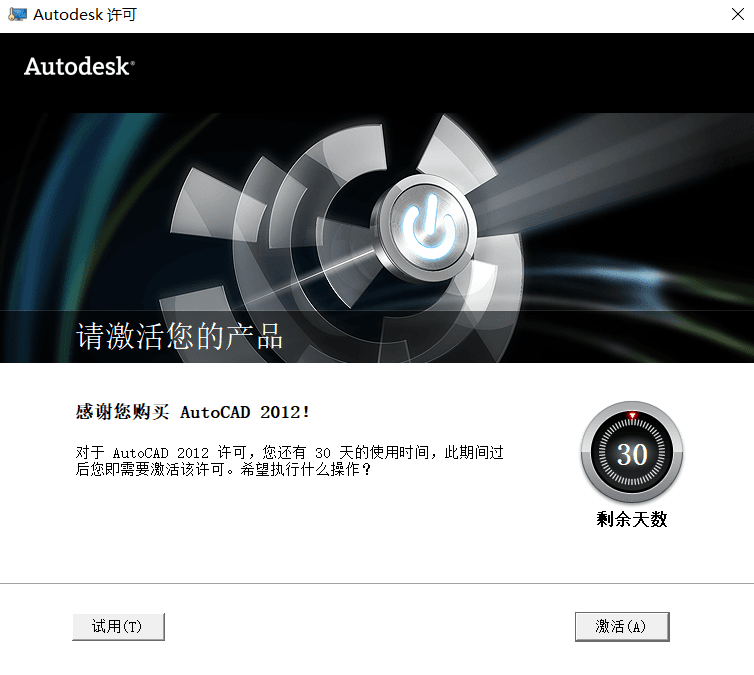 Autodesk 许可
Autodesk®
请激活您的产品
感谢您购买 AutoCAD 2012!
对于 AutoCAD 2012 许可，您还有 30 天的使用时间，此期间过
后您即需要激活该许可。希望执行什么操作？
30
剩余天数
试用(T)
激活(A)